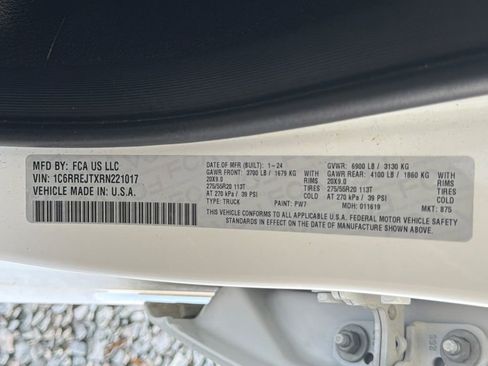 MFD BY: FCA US LLC
VIN: 1C6RREJTXRN221017
VEHICLE MADE IN: U.S.A.
DATE OF MFR (BUILT): 1-24 GVWR: 6900 LB / 3130 KG
GAWR FRONT: 3700 LB / 1679 KG GAWR REAR: 4100 LB / 1860 KG
20X9.0 RIMS 20X9.0 RIMS
275/55R20 113T TIRES 275/55R20 113T TIRES
AT 270 kPa / 39 PSI COLD AT 270 kPa / 39 PSI COLD
TYPE: TRUCK PAINT: PW7 MDH: 011619 MKT: 875
THIS VEHICLE CONFORMS TO ALL APPLICABLE U.S.A. FEDERAL MOTOR VEHICLE SAFETY
STANDARDS IN EFFECT ON THE DATE OF MANUFACTURE SHOWN ABOVE.